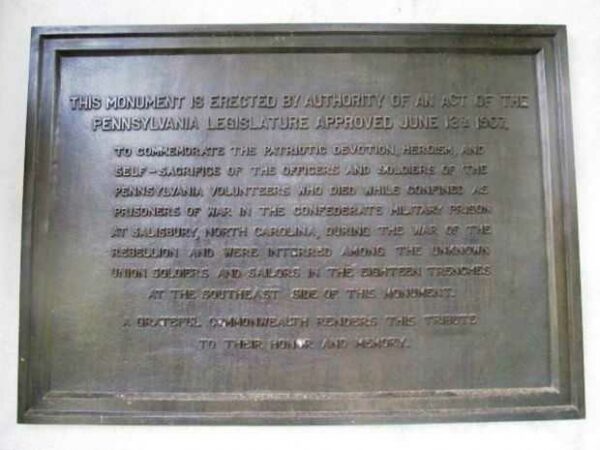 THIS MONUMENT IS ERECTED BY AUTHORITY OF AN ACT OF THE
PENNSYLVANIA LEGISLATURE APPROVED JUNE 13th 1907,
TO COMMEMORATE THE PATRIOTIC DEVOTION, HEROISM, AND
SELF-SACRIFICE OF THE OFFICERS AND SOLDIERS OF THE
PENNSYLVANIA VOLUNTEERS WHO DIED WHILE CONFINED AS
PRISONERS OF WAR IN THE CONFEDERATE MILITARY PRISON
AT SALISBURY, NORTH CAROLINA, DURING THE WAR OF THE
REBELLION AND WERE INTERRED AMONG THE UNKNOWN
UNION SOLDIERS AND SAILORS IN THE EIGHTEEN TRENCHES
AT THE SOUTHEAST SIDE OF THIS MONUMENT.
A GRATEFUL COMMONWEALTH RENDERS THIS TRIBUTE
TO THEIR HONOR AND MEMORY.